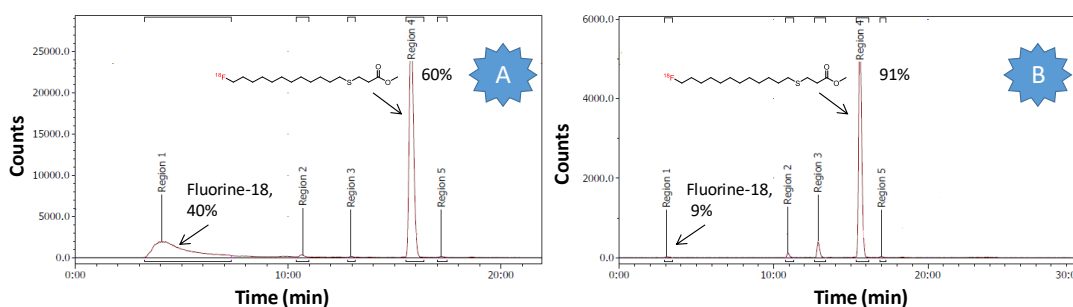 Counts
25000.0
20000.0
15000.0
10000.0
5000.0
0.0
0:00
10:00
20:00
Time (min)
Region 1
Region 2
Region 3
Region 4
Region 5
Fluorine-18,
40%
18F
S
O
O
60%
A
Counts
6000.0
4000.0
2000.0
0.0
0:00
10:00
20:00
30:0
Time (min)
Region 1
Region 2
Region 3
Region 4
Region 5
Fluorine-18,
9%
18F
S
O
O
91%
B